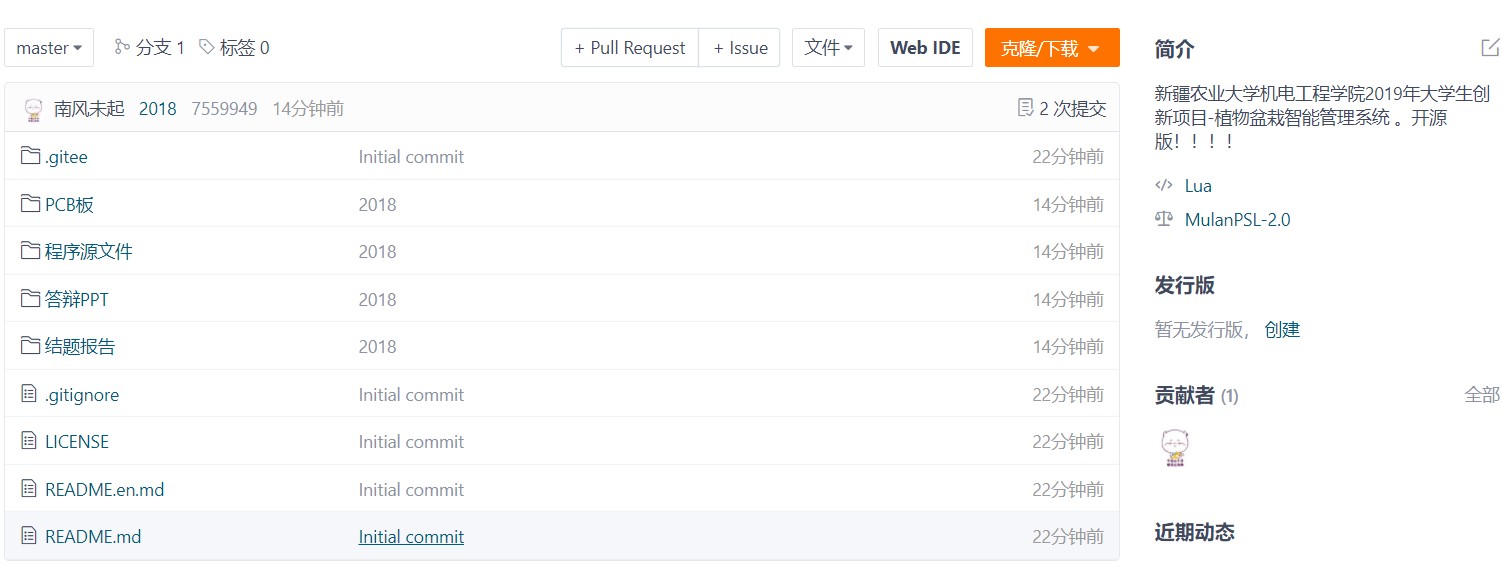 master 分支 1 标签 0 + Pull Request + Issue 文件 Web IDE 克隆/下载
南风未起 2018 7559949 14分钟前 2 次提交
.gitee Initial commit 22分钟前
PCB板 2018 14分钟前
程序源文件 2018 14分钟前
答辩PPT 2018 14分钟前
结题报告 2018 14分钟前
.gitignore Initial commit 22分钟前
LICENSE Initial commit 22分钟前
README.en.md Initial commit 22分钟前
README.md Initial commit 22分钟前
简介
新疆农业大学机电工程学院2019年大学生创
新项目-植物盆栽智能管理系统 。开源
版！！！！
Lua
MulanPSL-2.0
发行版
暂无发行版， 创建
贡献者 (1) 全部
近期动态